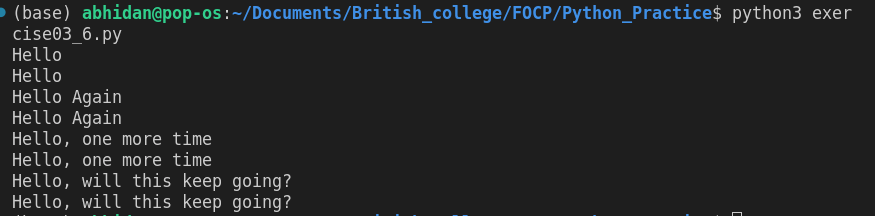 (base) abhidan@pop-os:~/Documents/British_college/FOCP/Python_Practice$ python3 exer
cise03_6.py
Hello
Hello
Hello Again
Hello Again
Hello, one more time
Hello, one more time
Hello, will this keep going?
Hello, will this keep going?